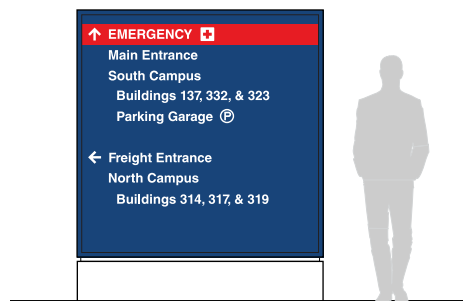 ↑ EMERGENCY
Main Entrance
South Campus
Buildings 137, 332, & 323
Parking Garage Ⓟ
← Freight Entrance
North Campus
Buildings 314, 317, & 319